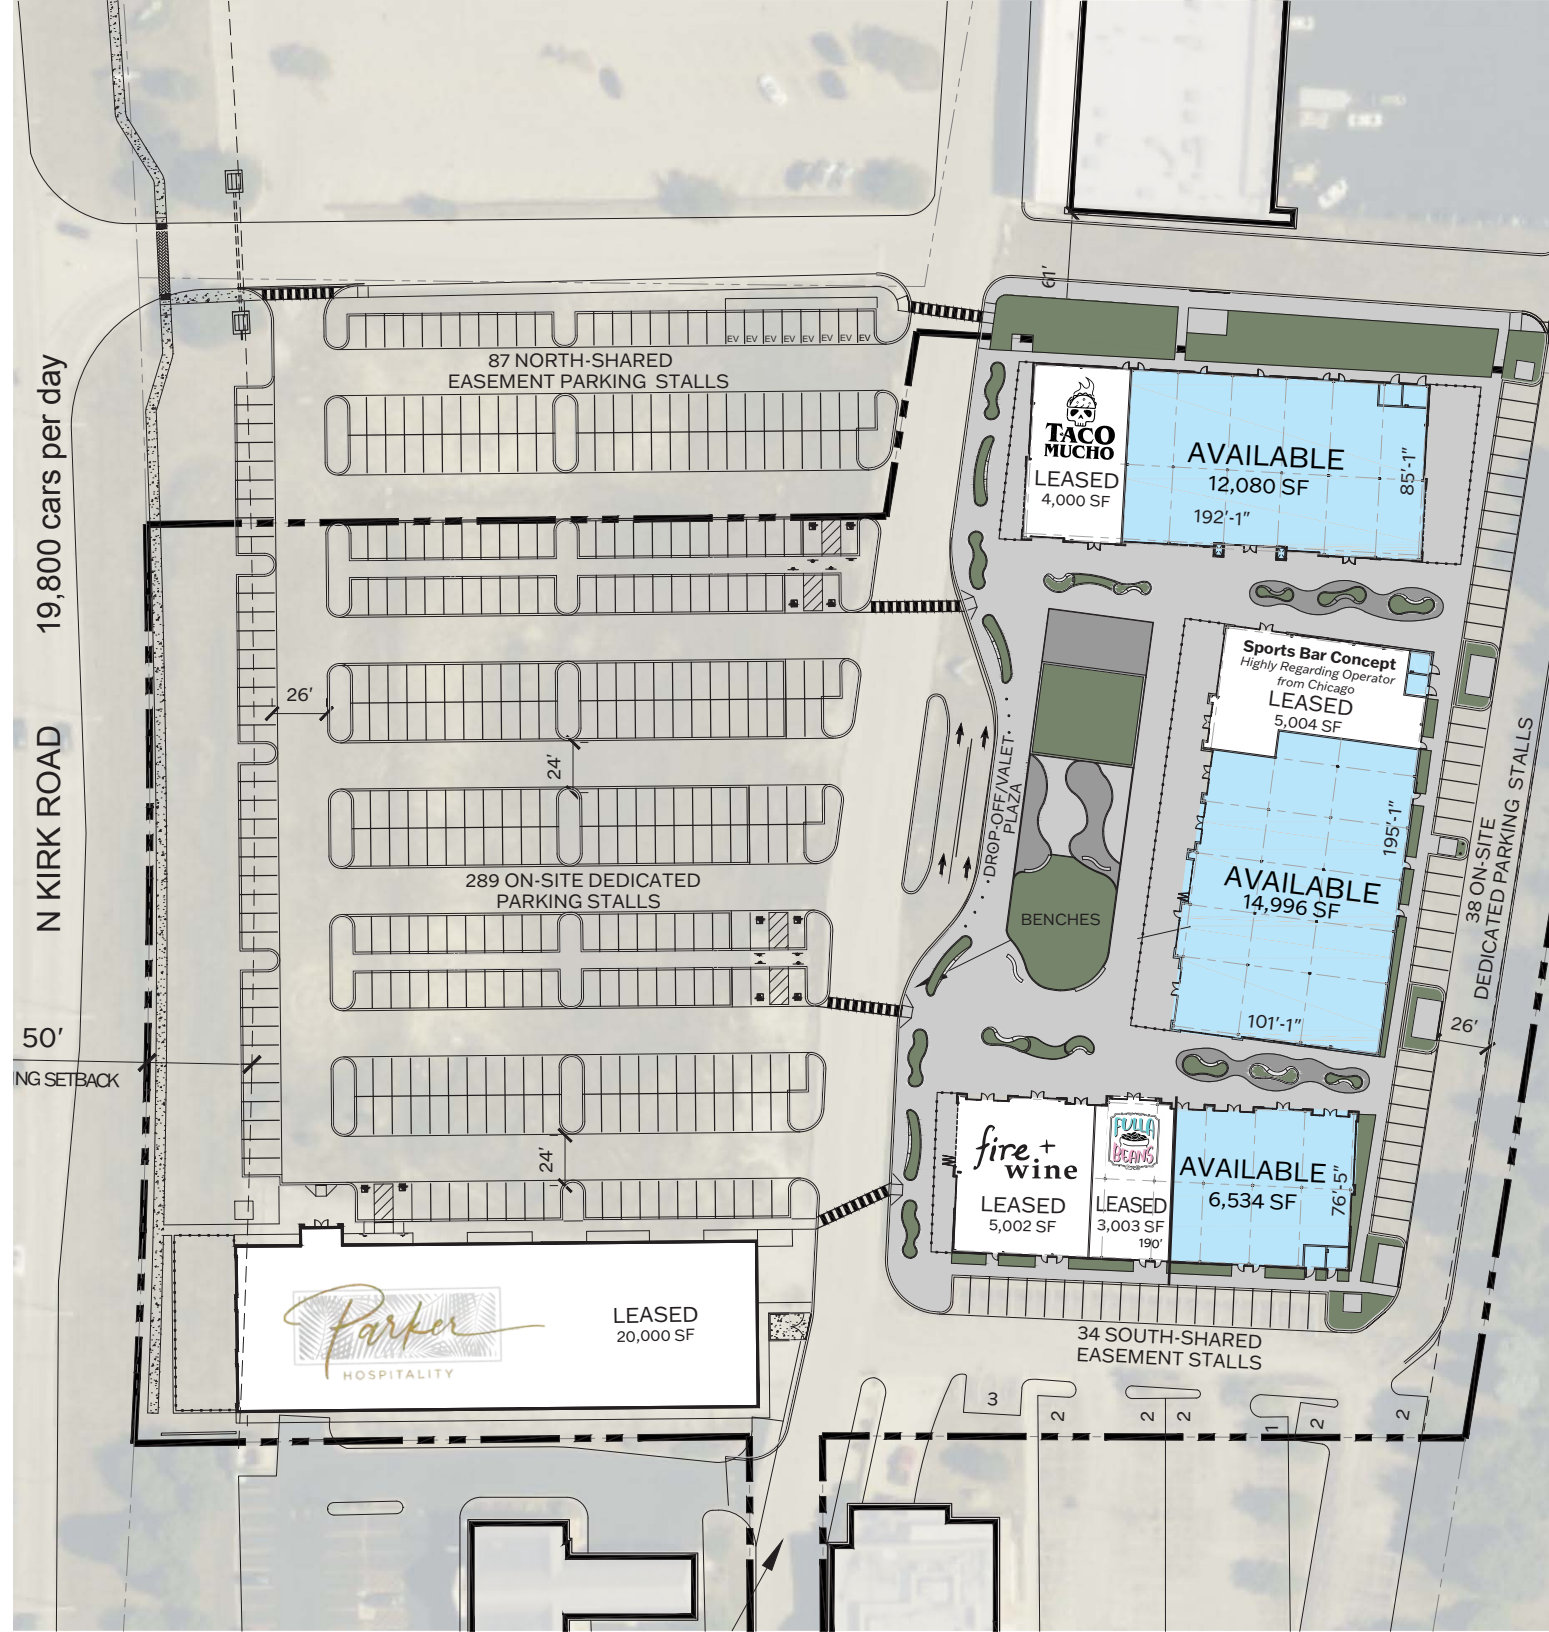 61'
EV EV EV EV EV EV EV EV
87 NORTH-SHARED
EASEMENT PARKING STALLS
19,800 cars per day
N KIRK ROAD
TACO
MUCHO
LEASED
4,000 SF
AVAILABLE
12,080 SF
192'-1"
85'-1"
Sports Bar Concept
Highly Regarding Operator
from Chicago
LEASED
5,004 SF
26'
24'
DROP-OFF/VALET
PLAZA
289 ON-SITE DEDICATED
PARKING STALLS
BENCHES
AVAILABLE
14,996 SF
195'-1"
101'-1"
38 ON-SITE
DEDICATED PARKING STALLS
26'
50'
NG SETBACK
24'
fire +
wine
LEASED
5,002 SF
FULLA
BEANS
LEASED
3,003 SF
190'
AVAILABLE
6,534 SF
76'-5"
Parker
HOSPITALITY
LEASED
20,000 SF
34 SOUTH-SHARED
EASEMENT STALLS
3
2
2
2
1
2
2